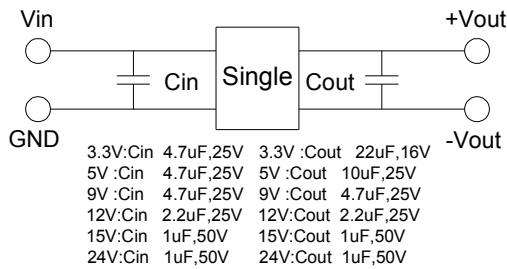 Vin +Vout
Cin Single Cout
GND -Vout
3.3V:Cin 4.7uF,25V 3.3V :Cout 22uF,16V
5V :Cin 4.7uF,25V 5V :Cout 10uF,25V
9V :Cin 4.7uF,25V 9V :Cout 4.7uF,25V
12V:Cin 2.2uF,25V 12V:Cout 2.2uF,25V
15V:Cin 1uF,50V 15V:Cout 1uF,50V
24V:Cin 1uF,50V 24V:Cout 1uF,50V